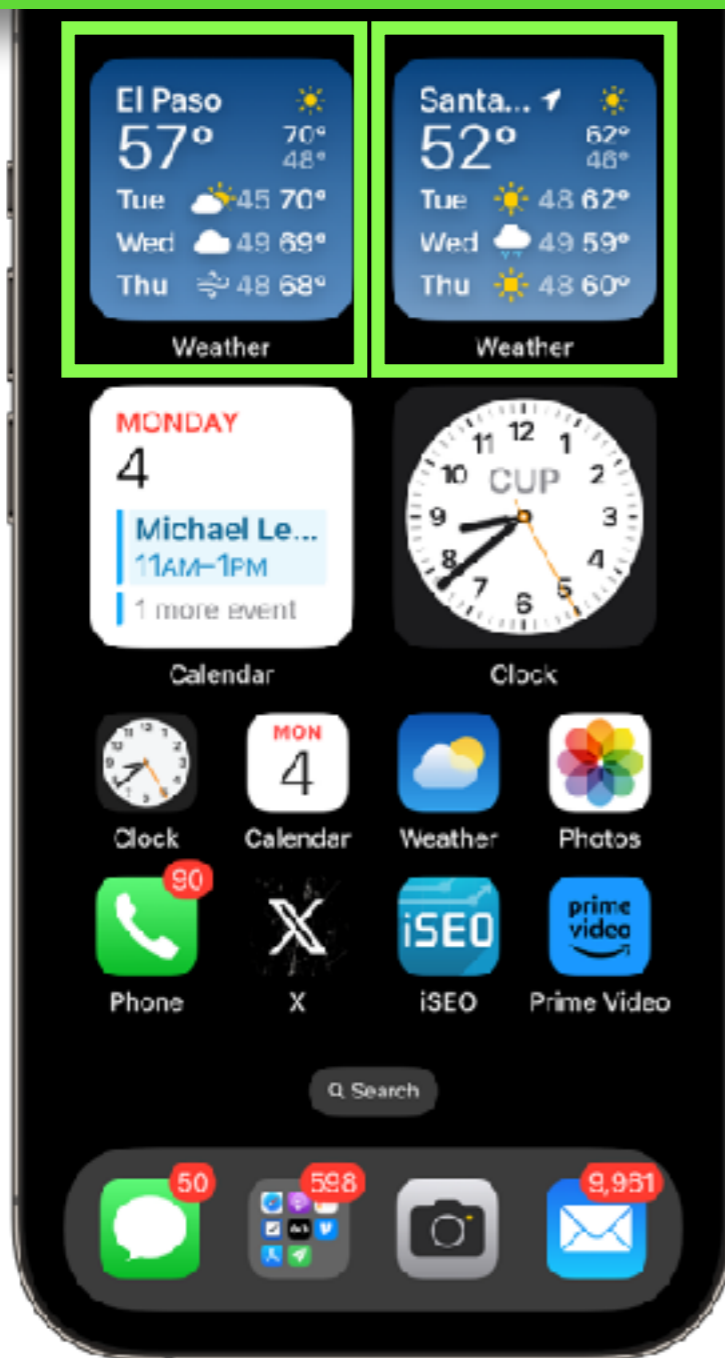 El Paso
57°
70°
48°
Tue 45 70°
Wed 49 69°
Thu 48 68°
Weather
Santa...
52°
62°
46°
Tue 48 62°
Wed 49 59°
Thu 48 60°
Weather
MONDAY
4
Michael Le...
11AM–1PM
1 more event
Calendar
12
1
2
3
4
5
6
7
8
9
10
11
CUP
Clock
Clock
MON
4
Calendar
Weather
Photos
90
Phone
X
X
iSEO
iSEO
prime
video
Prime Video
Search
50
598
9,961